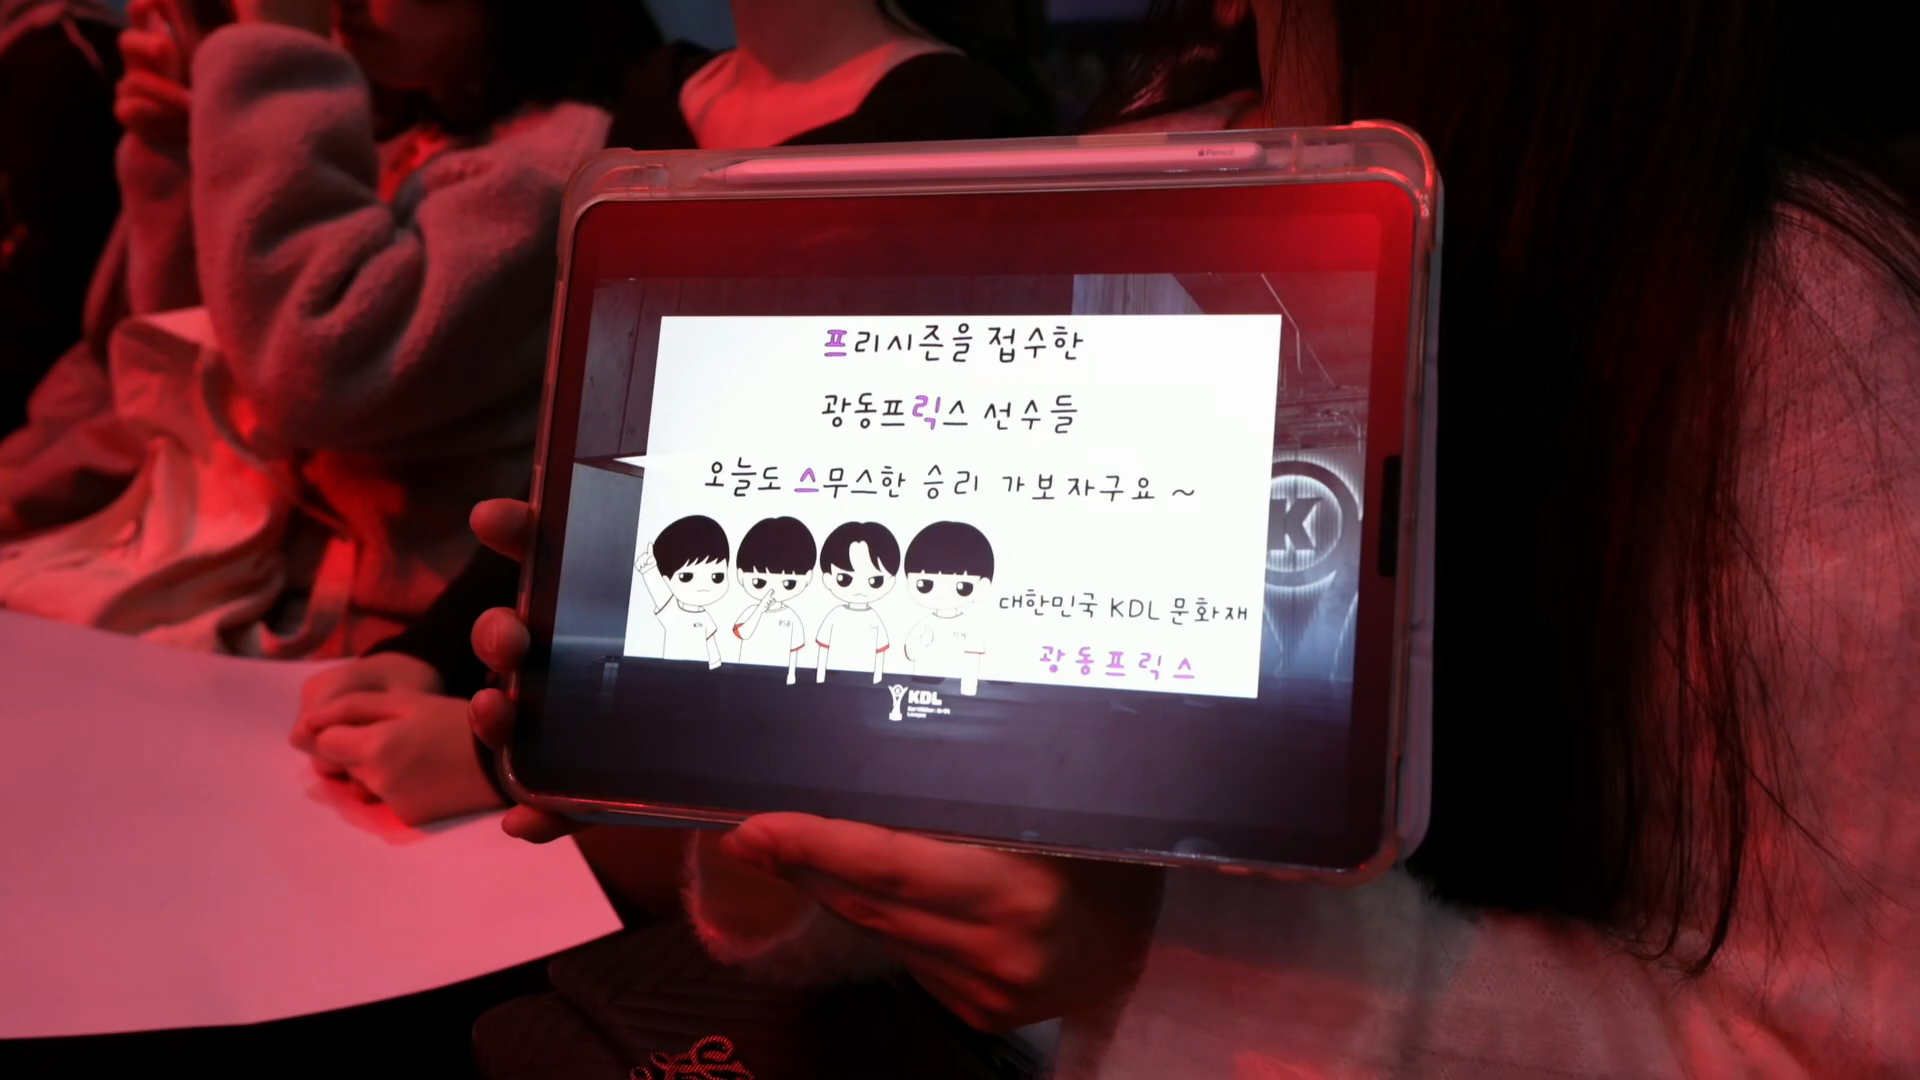 Pencil
프리시즌을 접수한
광동프릭스 선수들
오늘도 스무스한 승리 가보자구요 ~
대한민국 KDL 문화재
광동프릭스
K
KDL